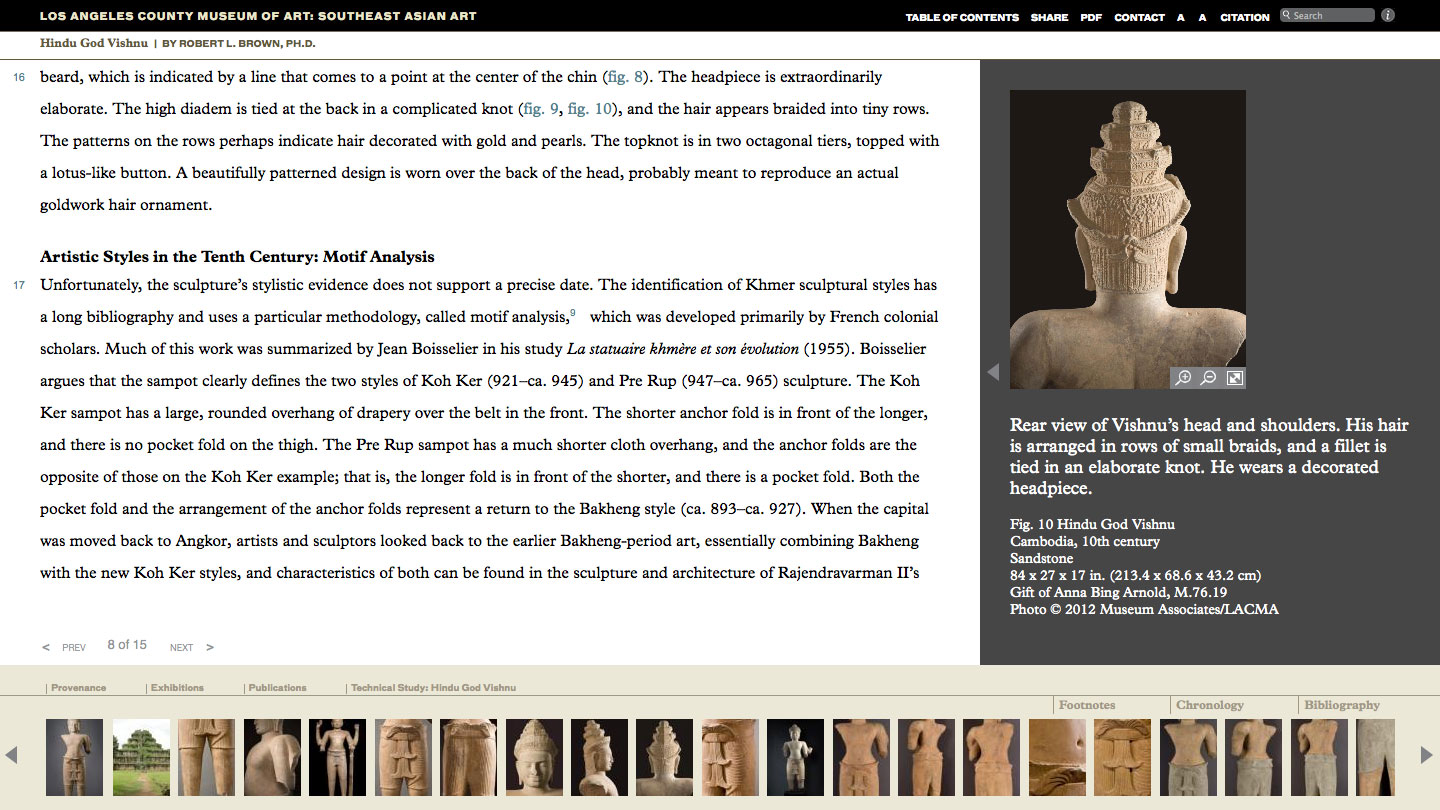 LOS ANGELES COUNTY MUSEUM OF ART: SOUTHEAST ASIAN ART
TABLE OF CONTENTS SHARE PDF CONTACT A A CITATION Search i
Hindu God Vishnu | BY ROBERT L. BROWN, PH.D.
16 beard, which is indicated by a line that comes to a point at the center of the chin (fig. 8). The headpiece is extraordinarily
elaborate. The high diadem is tied at the back in a complicated knot (fig. 9, fig. 10), and the hair appears braided into tiny rows.
The patterns on the rows perhaps indicate hair decorated with gold and pearls. The topknot is in two octagonal tiers, topped with
a lotus-like button. A beautifully patterned design is worn over the back of the head, probably meant to reproduce an actual
goldwork hair ornament.
Artistic Styles in the Tenth Century: Motif Analysis
17 Unfortunately, the sculpture's stylistic evidence does not support a precise date. The identification of Khmer sculptural styles has
a long bibliography and uses a particular methodology, called motif analysis,9 which was developed primarily by French colonial
scholars. Much of this work was summarized by Jean Boisselier in his study La statuaire khmère et son évolution (1955). Boisselier
argues that the sampot clearly defines the two styles of Koh Ker (921–ca. 945) and Pre Rup (947–ca. 965) sculpture. The Koh
Ker sampot has a large, rounded overhang of drapery over the belt in the front. The shorter anchor fold is in front of the longer,
and there is no pocket fold on the thigh. The Pre Rup sampot has a much shorter cloth overhang, and the anchor folds are the
opposite of those on the Koh Ker example; that is, the longer fold is in front of the shorter, and there is a pocket fold. Both the
pocket fold and the arrangement of the anchor folds represent a return to the Bakheng style (ca. 893–ca. 927). When the capital
was moved back to Angkor, artists and sculptors looked back to the earlier Bakheng-period art, essentially combining Bakheng
with the new Koh Ker styles, and characteristics of both can be found in the sculpture and architecture of Rajendravarman II's
< PREV 8 of 15 NEXT >
Rear view of Vishnu's head and shoulders. His hair
is arranged in rows of small braids, and a fillet is
tied in an elaborate knot. He wears a decorated
headpiece.
Fig. 10 Hindu God Vishnu
Cambodia, 10th century
Sandstone
84 x 27 x 17 in. (213.4 x 68.6 x 43.2 cm)
Gift of Anna Bing Arnold, M.76.19
Photo © 2012 Museum Associates/LACMA
| Provenance | Exhibitions | Publications | Technical Study: Hindu God Vishnu
Footnotes | Chronology | Bibliography